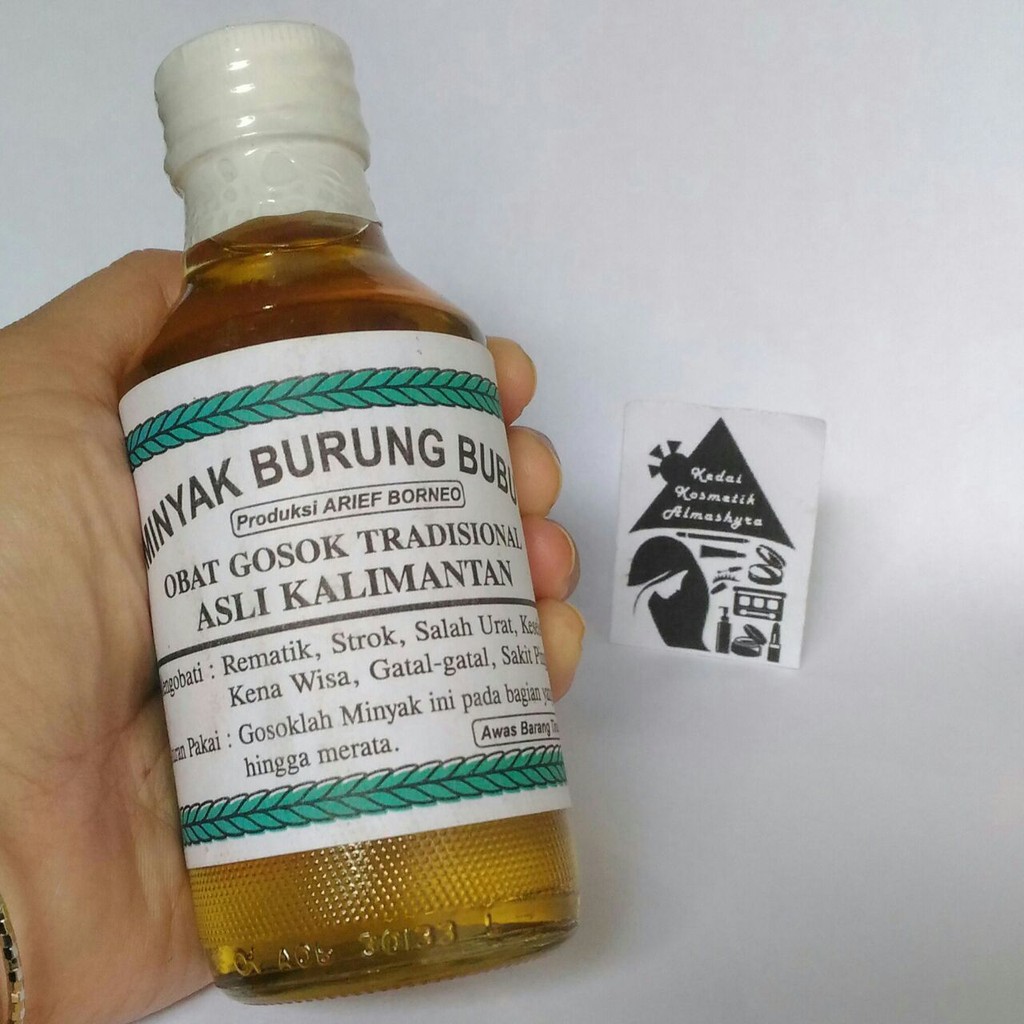 MINYAK BURUNG
Produksi ARIEF BORNEO
OBAT GOSOK TRADISIONAL
ASLI KALIMANTAN
Rematik, Strok, Salah Urat,
Kena Wisa, Gatal-gatal, Sakit
Pakai : Gosoklah Minyak ini pada bagian
hingga merata.
Awas Barang
Kedai
Kosmetik
Almashyra